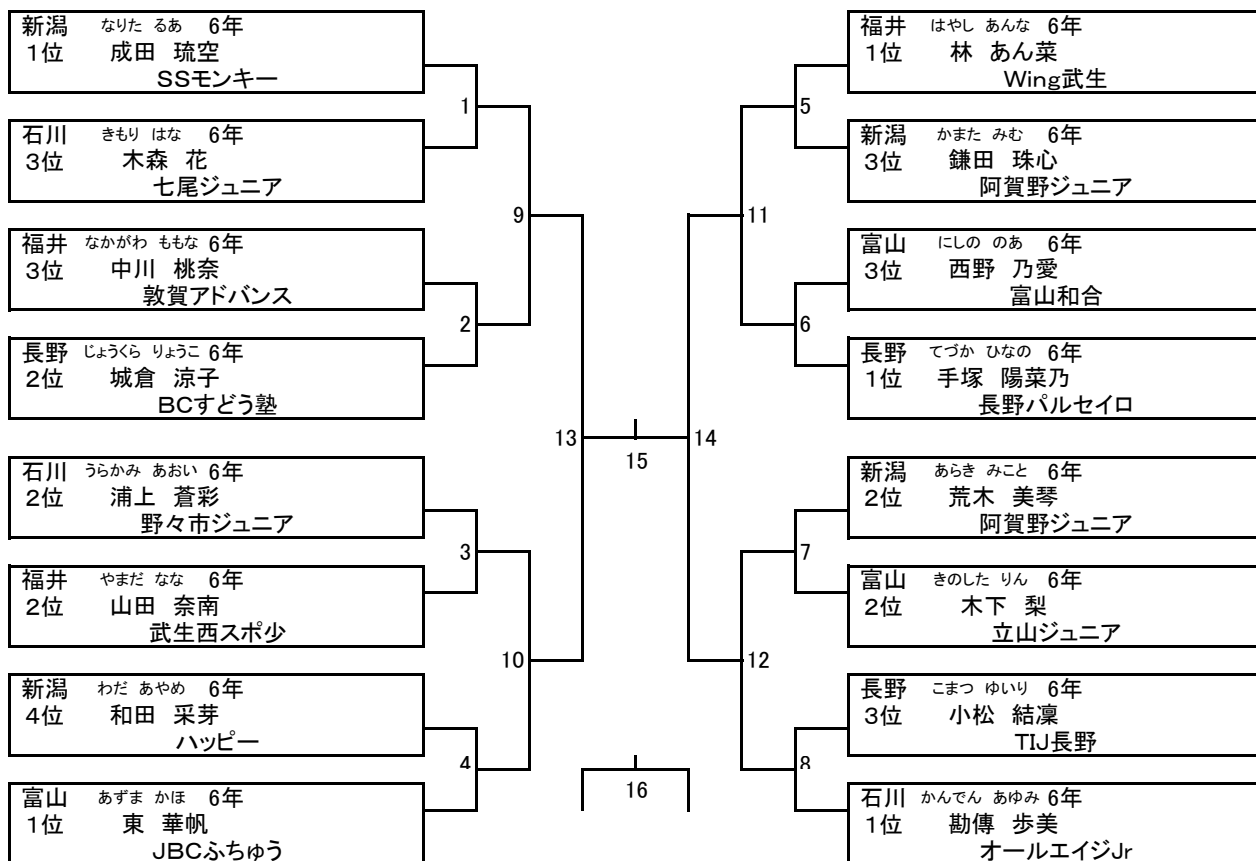 新潟 なりた るあ 6年
1位 成田 琉空
SSモンキー
石川 きもり はな 6年
3位 木森 花
七尾ジュニア
福井 なかがわ ももな 6年
3位 中川 桃奈
敦賀アドバンス
長野 じょうくら りょうこ 6年
2位 城倉 涼子
BCすどう塾
石川 うらかみ あおい 6年
2位 浦上 蒼彩
野々市ジュニア
福井 やまだ なな 6年
2位 山田 奈南
武生西スポ少
新潟 わだ あやめ 6年
4位 和田 采芽
ハッピー
富山 あずま かほ 6年
1位 東 華帆
JBCふちゅう
1
2
3
4
9
10
13
15
16
14
11
12
5
6
7
8
福井 はやし あんな 6年
1位 林 あん菜
Wing武生
新潟 かまた みむ 6年
3位 鎌田 珠心
阿賀野ジュニア
富山 にしの のあ 6年
3位 西野 乃愛
富山和合
長野 てづか ひなの 6年
1位 手塚 陽菜乃
長野パルセイロ
新潟 あらき みこと 6年
2位 荒木 美琴
阿賀野ジュニア
富山 きのした りん 6年
2位 木下 梨
立山ジュニア
長野 こまつ ゆいり 6年
3位 小松 結凜
TIJ長野
石川 かんでん あゆみ 6年
1位 勘傳 歩美
オールエイジJr